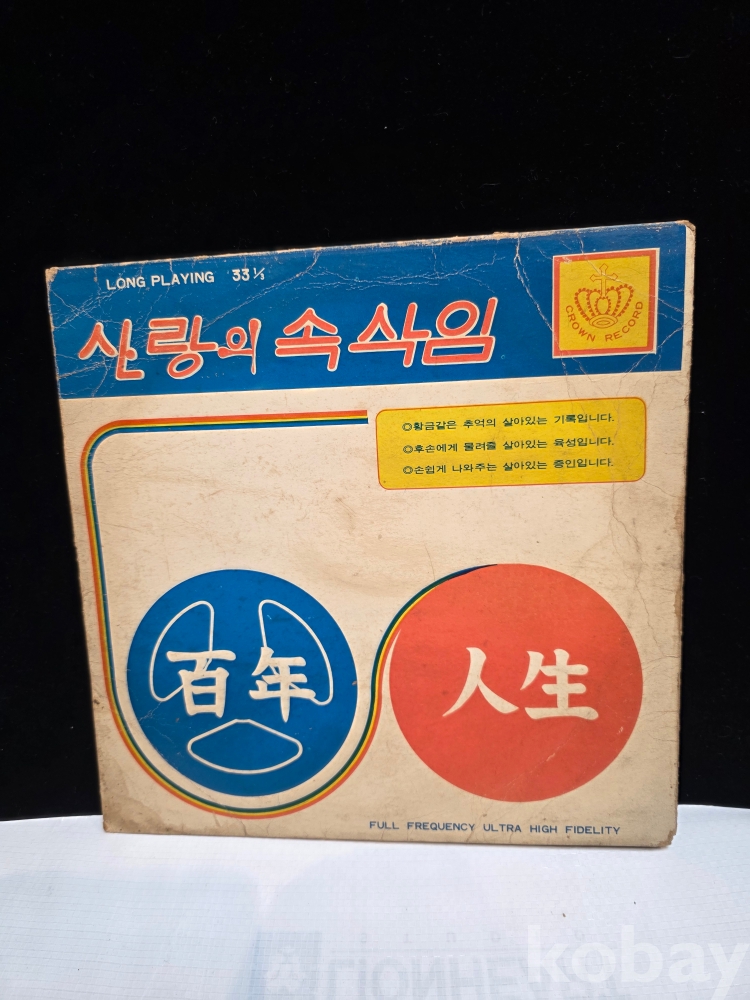 LONG PLAYING 33⅓
사랑의 속삭임
CROWN RECORD
◎황금같은 추억의 살아있는 기록입니다.
◎후손에게 물려줄 살아있는 육성입니다.
◎손쉽게 나와주는 살아있는 증인입니다.
百年
人生
FULL FREQUENCY ULTRA HIGH FIDELITY
kobay